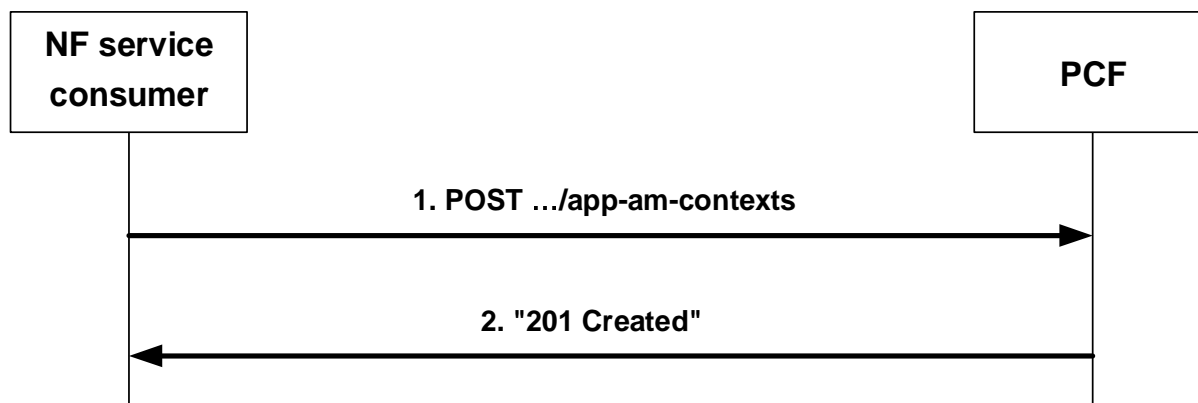 NF service
consumer
PCF
1. POST …/app-am-contexts
2. "201 Created"